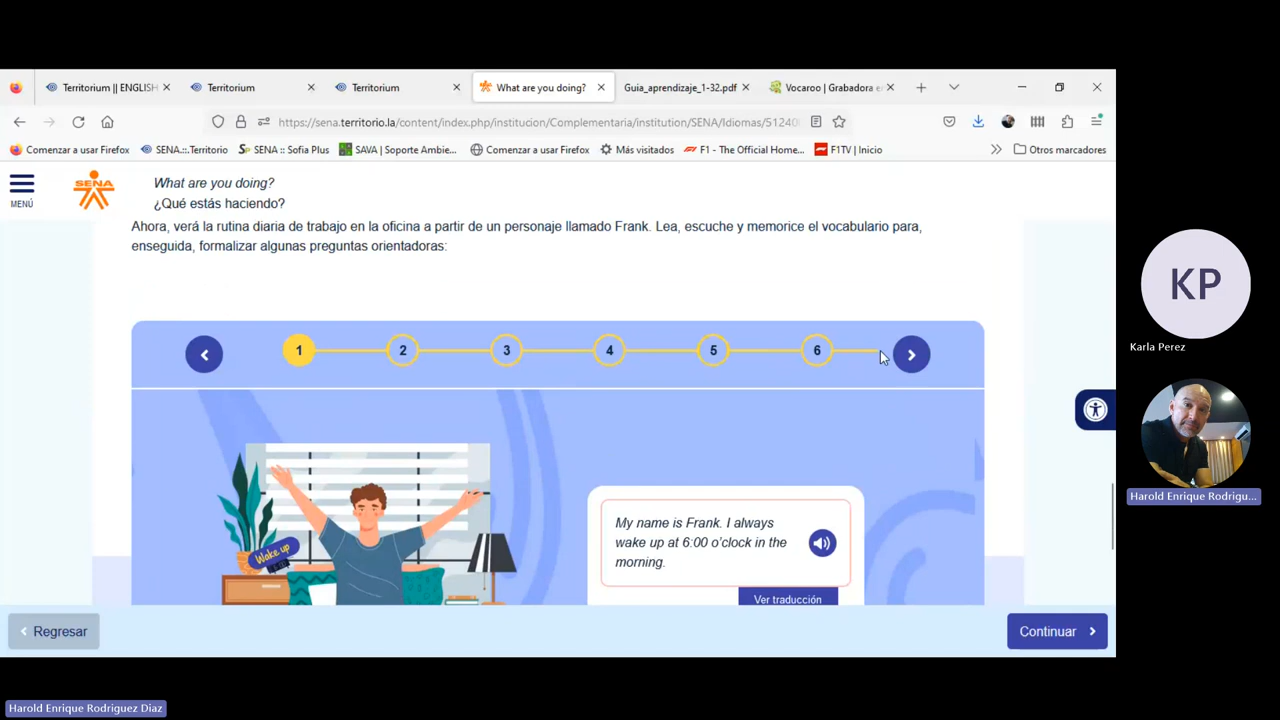 Territorium || ENGLISH
Territorium
Territorium
What are you doing?
Guia_aprendizaje_1-32.pdf
Vocaroo | Grabadora
https://sena.territorio.la/content/index.php/institucion/Complementaria/institution/SENA/Idiomas/51240
Comenzar a usar Firefox
SENA.::.Territorio
SENA :: Sofia Plus
SAVA | Soporte Ambie...
Comenzar a usar Firefox
Más visitados
F1 - The Official Home...
F1TV | Inicio
Otros marcadores
MENÚ
SENA
What are you doing?
¿Qué estás haciendo?
Ahora, verá la rutina diaria de trabajo en la oficina a partir de un personaje llamado Frank. Lea, escuche y memorice el vocabulario para,
enseguida, formalizar algunas preguntas orientadoras:
1
2
3
4
5
6
Wake up
My name is Frank. I always
wake up at 6:00 o'clock in the
morning.
Ver traducción
Regresar
Continuar
KP
Karla Perez
Harold Enrique Rodrigu...
Harold Enrique Rodriguez Diaz